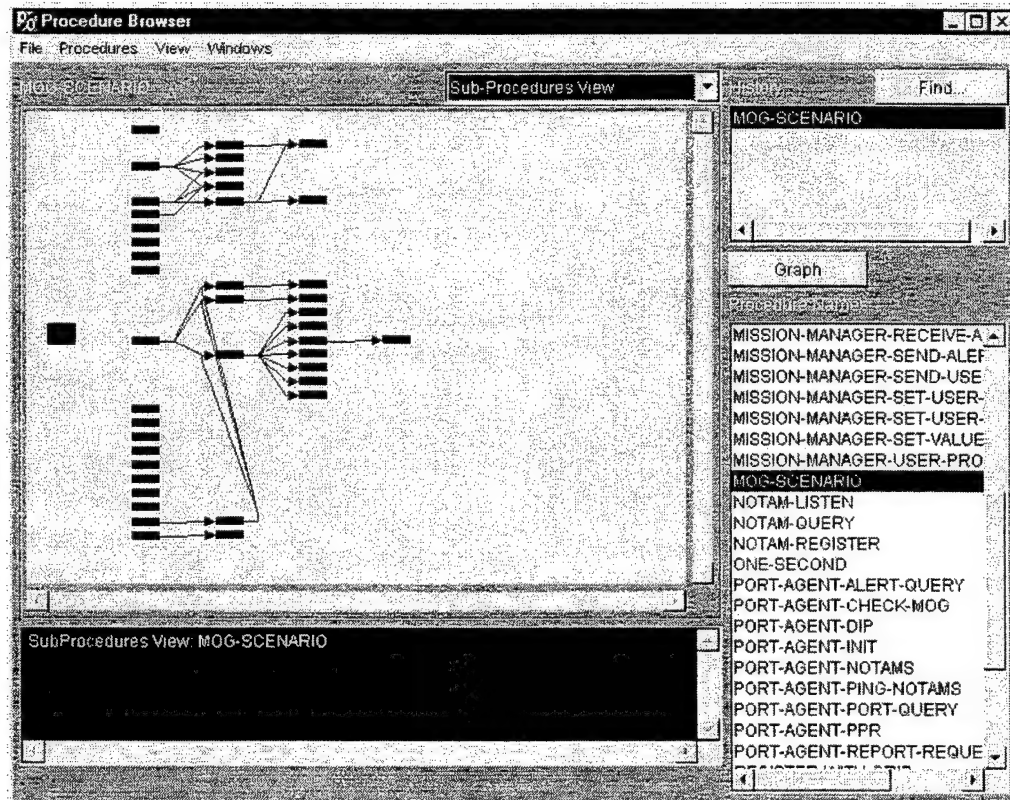 Procedure Browser
File Procedures View Windows
MOG-SCENARIO
Sub-Procedures View
History
Find...
MOG-SCENARIO
Graph
Procedure Names
MISSION-MANAGER-RECEIVE-A
MISSION-MANAGER-SEND-ALER
MISSION-MANAGER-SEND-USE
MISSION-MANAGER-SET-USER-
MISSION-MANAGER-SET-USER-
MISSION-MANAGER-SET-VALUE
MISSION-MANAGER-USER-PRO
MOG-SCENARIO
NOTAM-LISTEN
NOTAM-QUERY
NOTAM-REGISTER
ONE-SECOND
PORT-AGENT-ALERT-QUERY
PORT-AGENT-CHECK-MOG
PORT-AGENT-DIP
PORT-AGENT-INIT
PORT-AGENT-NOTAMS
PORT-AGENT-PING-NOTAMS
PORT-AGENT-PORT-QUERY
PORT-AGENT-PPR
PORT-AGENT-REPORT-REQUE
SubProcedures View: MOG-SCENARIO